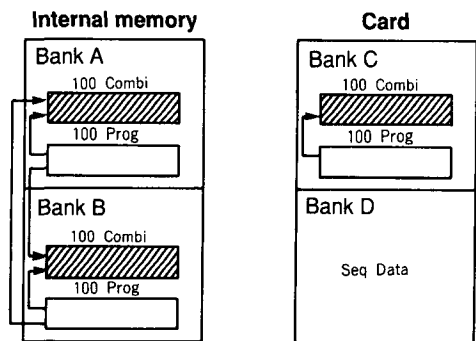 Internal memory
Bank A
100 Combi
100 Prog
Bank B
100 Combi
100 Prog
Card
Bank C
100 Combi
100 Prog
Bank D
Seq Data